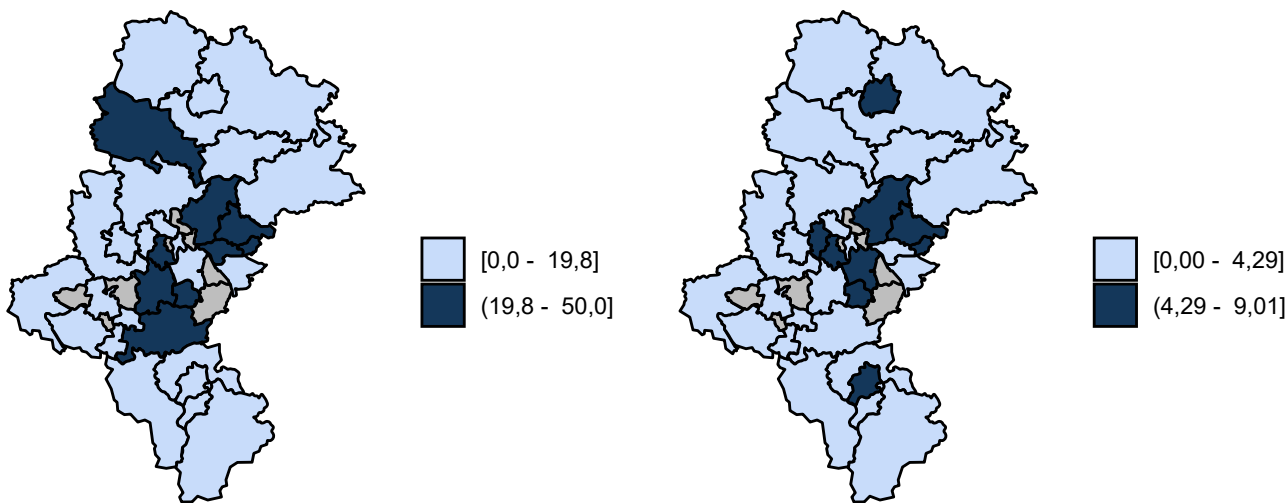 [0,0 - 19,8]
(19,8 - 50,0]
[0,00 - 4,29]
(4,29 - 9,01]